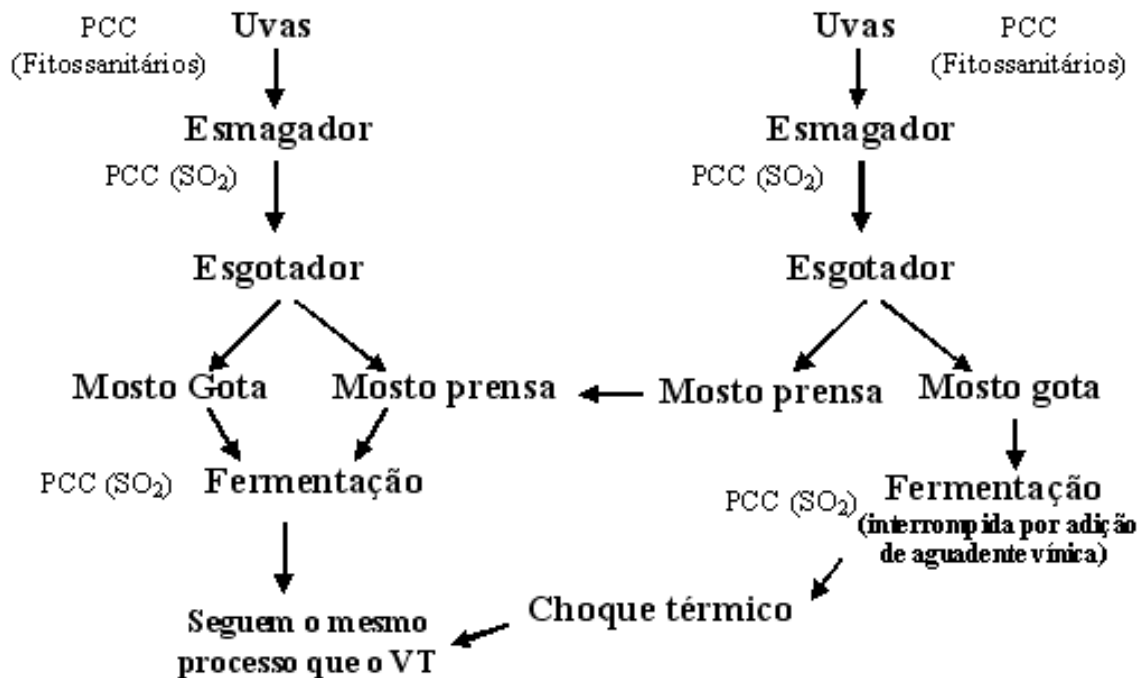 PCC
(Fitossanitários)
Uvas
Uvas
PCC
(Fitossanitários)
Esmagador
Esmagador
PCC (SO₂)
PCC (SO₂)
Esgotador
Esgotador
Mosto Gota
Mosto prensa
Mosto prensa
Mosto gota
PCC (SO₂)
Fermentação
PCC (SO₂)
Fermentação
(interrompida por adição
de aguadente vínica)
Choque térmico
Seguem o mesmo
processo que o VT